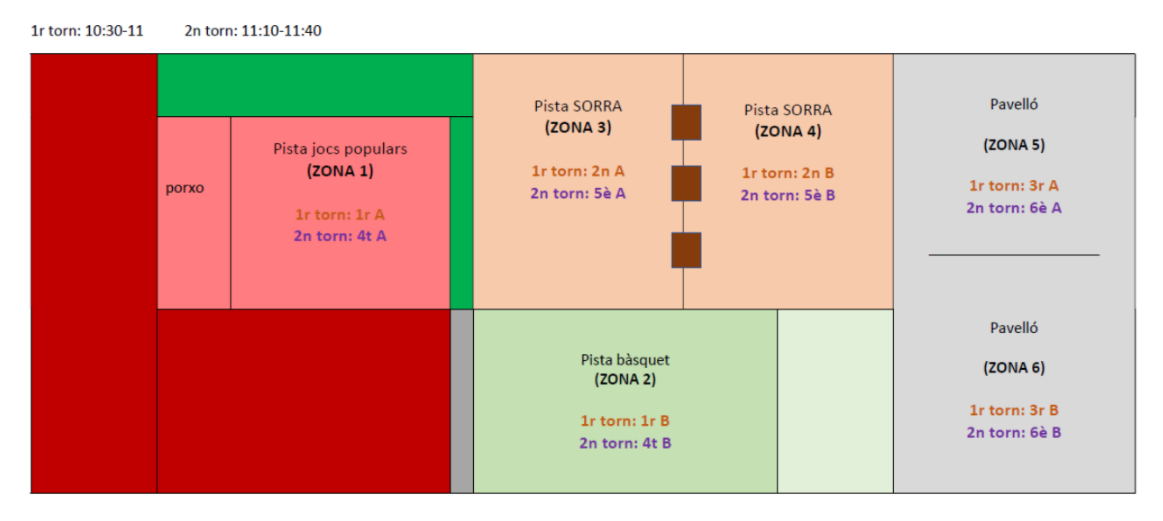 1r torn: 10:30-11 2n torn: 11:10-11:40
porxo
Pista jocs populars
(ZONA 1)
1r torn: 1r A
2n torn: 4t A
Pista SORRA
(ZONA 3)
1r torn: 2n A
2n torn: 5è A
Pista SORRA
(ZONA 4)
1r torn: 2n B
2n torn: 5è B
Pavelló
(ZONA 5)
1r torn: 3r A
2n torn: 6è A
Pista bàsquet
(ZONA 2)
1r torn: 1r B
2n torn: 4t B
Pavelló
(ZONA 6)
1r torn: 3r B
2n torn: 6è B